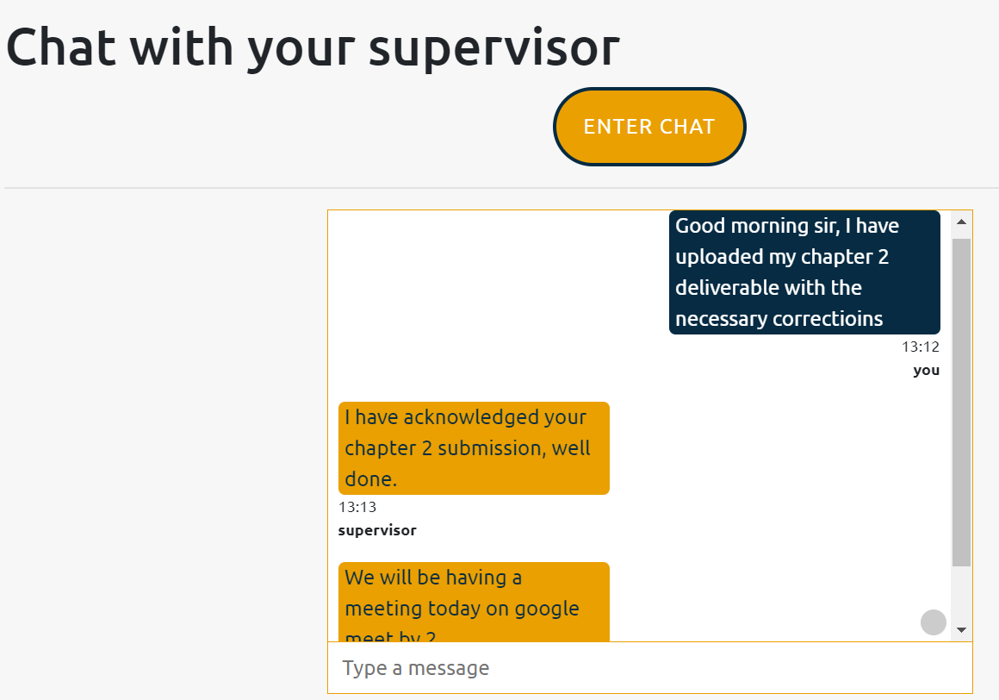 Chat with your supervisor
ENTER CHAT
Good morning sir, I have
uploaded my chapter 2
deliverable with the
necessary correctioins
13:12
you
I have acknowledged your
chapter 2 submission, well
done.
13:13
supervisor
We will be having a
meeting today on google
meet by 2
Type a message